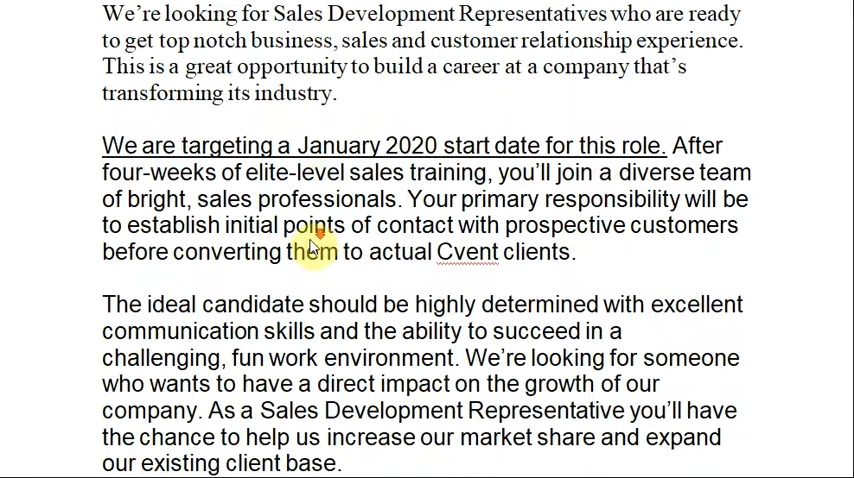 We’re looking for Sales Development Representatives who are ready
to get top notch business, sales and customer relationship experience.
This is a great opportunity to build a career at a company that’s
transforming its industry.
We are targeting a January 2020 start date for this role. After
four-weeks of elite-level sales training, you’ll join a diverse team
of bright, sales professionals. Your primary responsibility will be
to establish initial points of contact with prospective customers
before converting them to actual Cvent clients.
The ideal candidate should be highly determined with excellent
communication skills and the ability to succeed in a
challenging, fun work environment. We’re looking for someone
who wants to have a direct impact on the growth of our
company. As a Sales Development Representative you’ll have
the chance to help us increase our market share and expand
our existing client base.